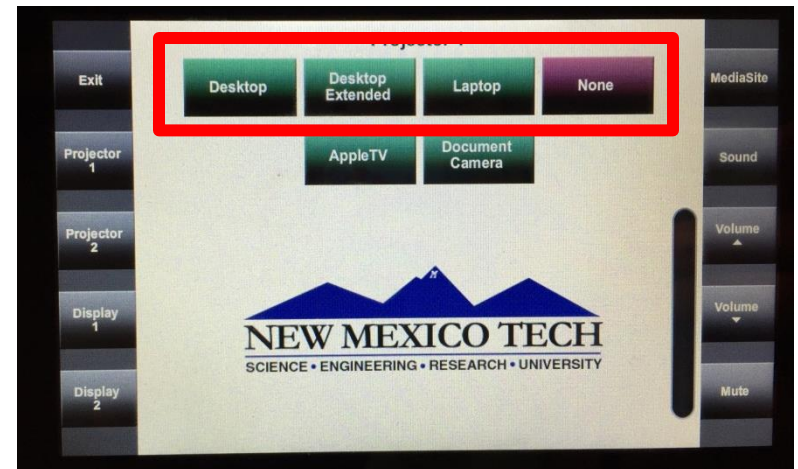 Exit
Projector
1
Projector
2
Display
1
Display
2
Desktop
Desktop
Extended
Laptop
None
AppleTV
Document
Camera
M
NEW MEXICO TECH
SCIENCE • ENGINEERING • RESEARCH • UNIVERSITY
MediaSite
Sound
Volume
Volume
Mute